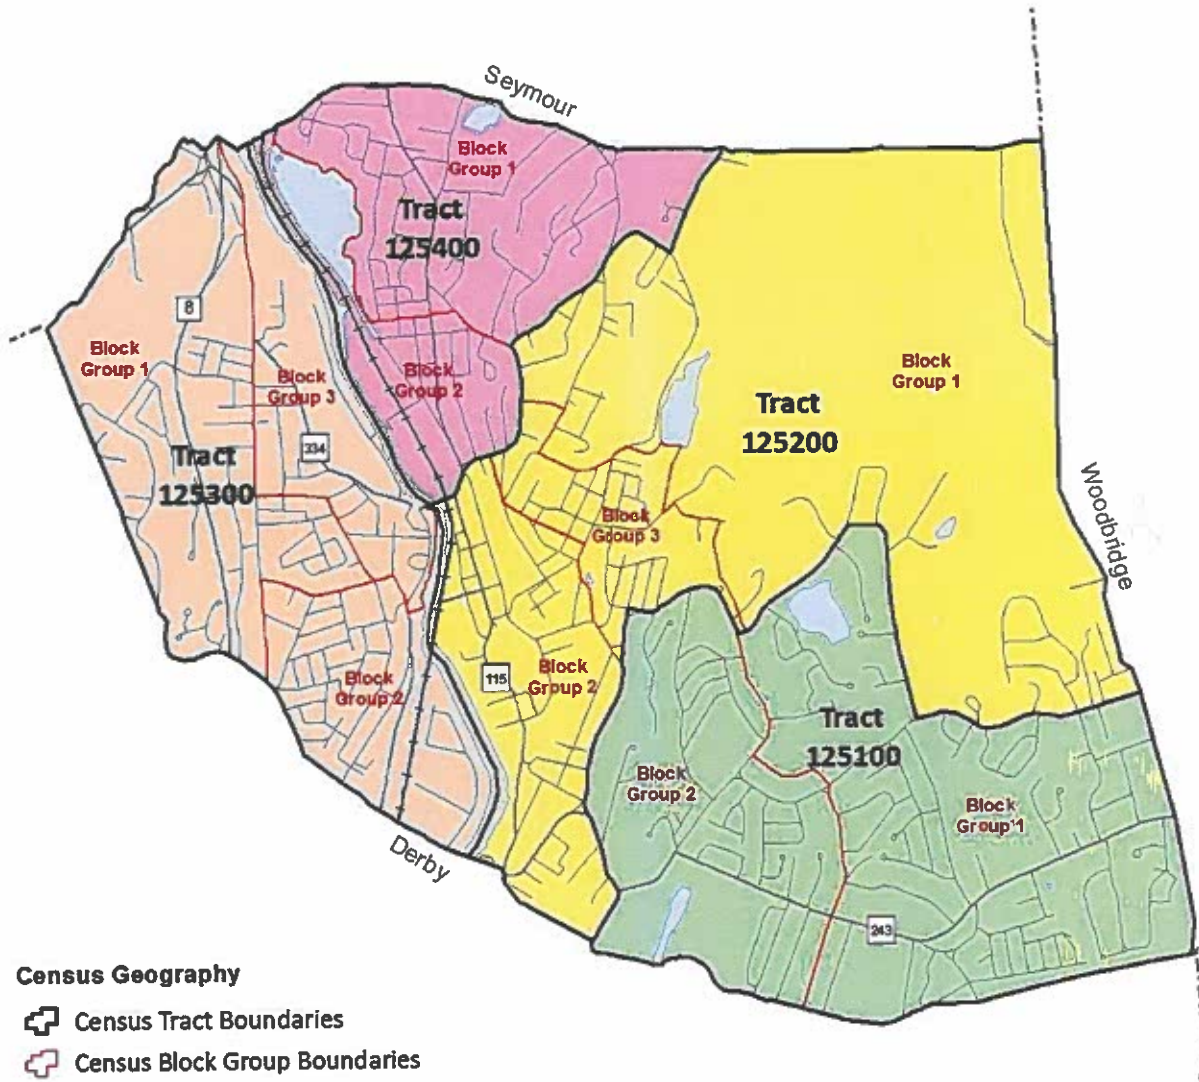 Seymour
Block
Group 1
Tract
125400
8
Block
Group 1
Block
Group 3
Block
Group 2
Block
Group 1
Tract
125200
334
Tract
125300
Woodbridge
Block
Group 3
115
Block
Group 2
Block
Group 2
Tract
125100
Block
Group 2
Block
Group 1
Derby
243
Census Geography
Census Tract Boundaries
Census Block Group Boundaries